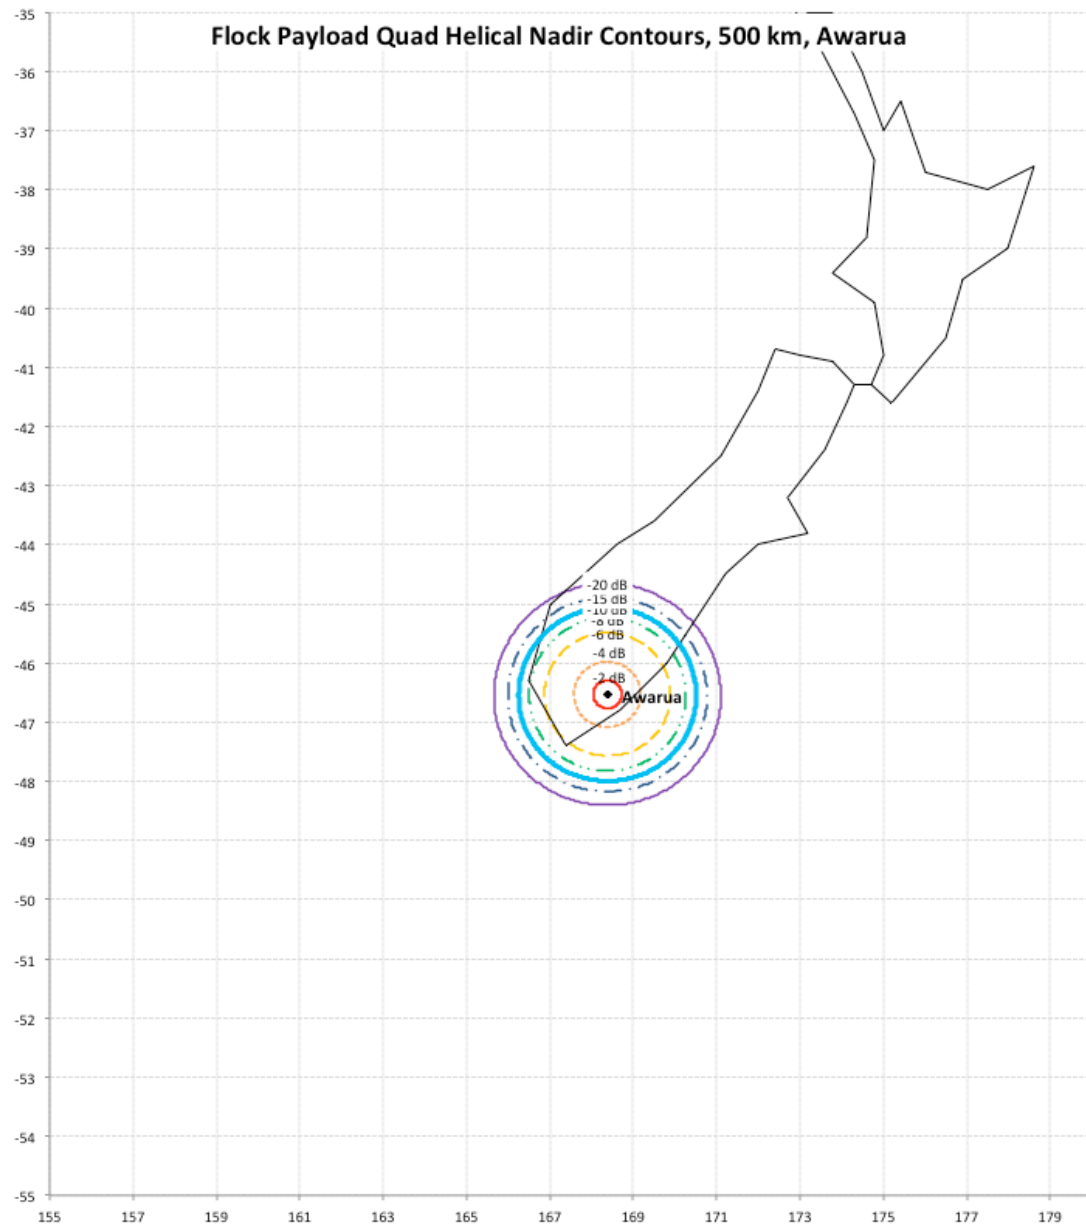 Flock Payload Quad Helical Nadir Contours, 500 km, Awarua
-35
-36
-37
-38
-39
-40
-41
-42
-43
-44
-45
-46
-47
-48
-49
-50
-51
-52
-53
-54
-55
-20 dB
-15 dB
-10 dB
-8 dB
-6 dB
-4 dB
-2 dB
Awarua
155 157 159 161 163 165 167 169 171 173 175 177 179